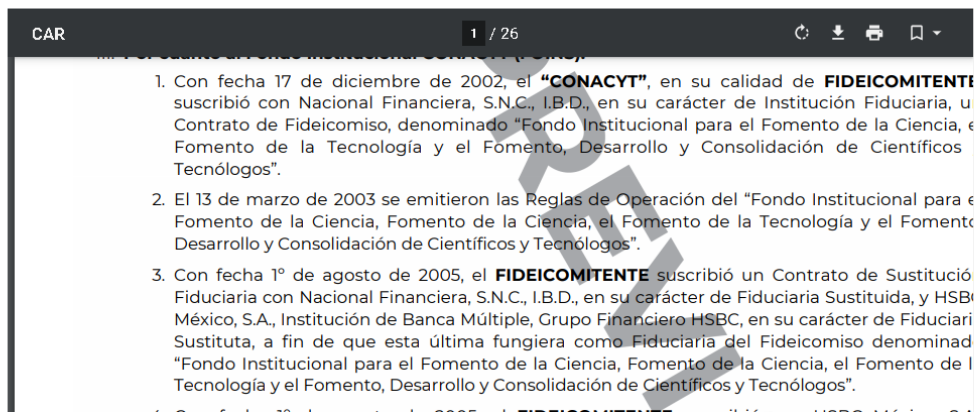 CAR
1 / 26
1. Con fecha 17 de diciembre de 2002, el “CONACYT”, en su calidad de FIDEICOMITENTE
suscribió con Nacional Financiera, S.N.C., I.B.D., en su carácter de Institución Fiduciaria,
Contrato de Fideicomiso, denominado “Fondo Institucional para el Fomento de la Ciencia,
Fomento de la Tecnología y el Fomento, Desarrollo y Consolidación de Científicos
Tecnólogos”.
2. El 13 de marzo de 2003 se emitieron las Reglas de Operación del “Fondo Institucional para
Fomento de la Ciencia, Fomento de la Ciencia, el Fomento de la Tecnología y el Fomento
Desarrollo y Consolidación de Científicos y Tecnólogos”.
3. Con fecha 1º de agosto de 2005, el FIDEICOMITENTE suscribió un Contrato de Sustitució
Fiduciaria con Nacional Financiera, S.N.C., I.B.D., en su carácter de Fiduciaria Sustituida, y HSB
México, S.A., Institución de Banca Múltiple, Grupo Financiero HSBC, en su carácter de Fiduciari
Sustituta, a fin de que esta última fungiera como Fiduciaria del Fideicomiso denominad
“Fondo Institucional para el Fomento de la Ciencia, Fomento de la Ciencia, el Fomento de l
Tecnología y el Fomento, Desarrollo y Consolidación de Científicos y Tecnólogos”.
PREVI